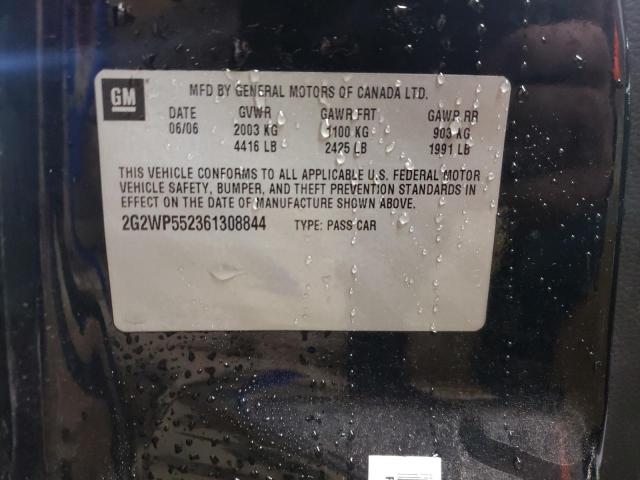 GM
MFD BY GENERAL MOTORS OF CANADA LTD.
DATE GVWR GAWR FRT GAWR RR
06/06 2003 KG 1100 KG 903 KG
4416 LB 2425 LB 1991 LB
THIS VEHICLE CONFORMS TO ALL APPLICABLE U.S. FEDERAL MOTOR
VEHICLE SAFETY, BUMPER, AND THEFT PREVENTION STANDARDS IN
EFFECT ON THE DATE OF MANUFACTURE SHOWN ABOVE.
2G2WP552361308844 TYPE: PASS CAR